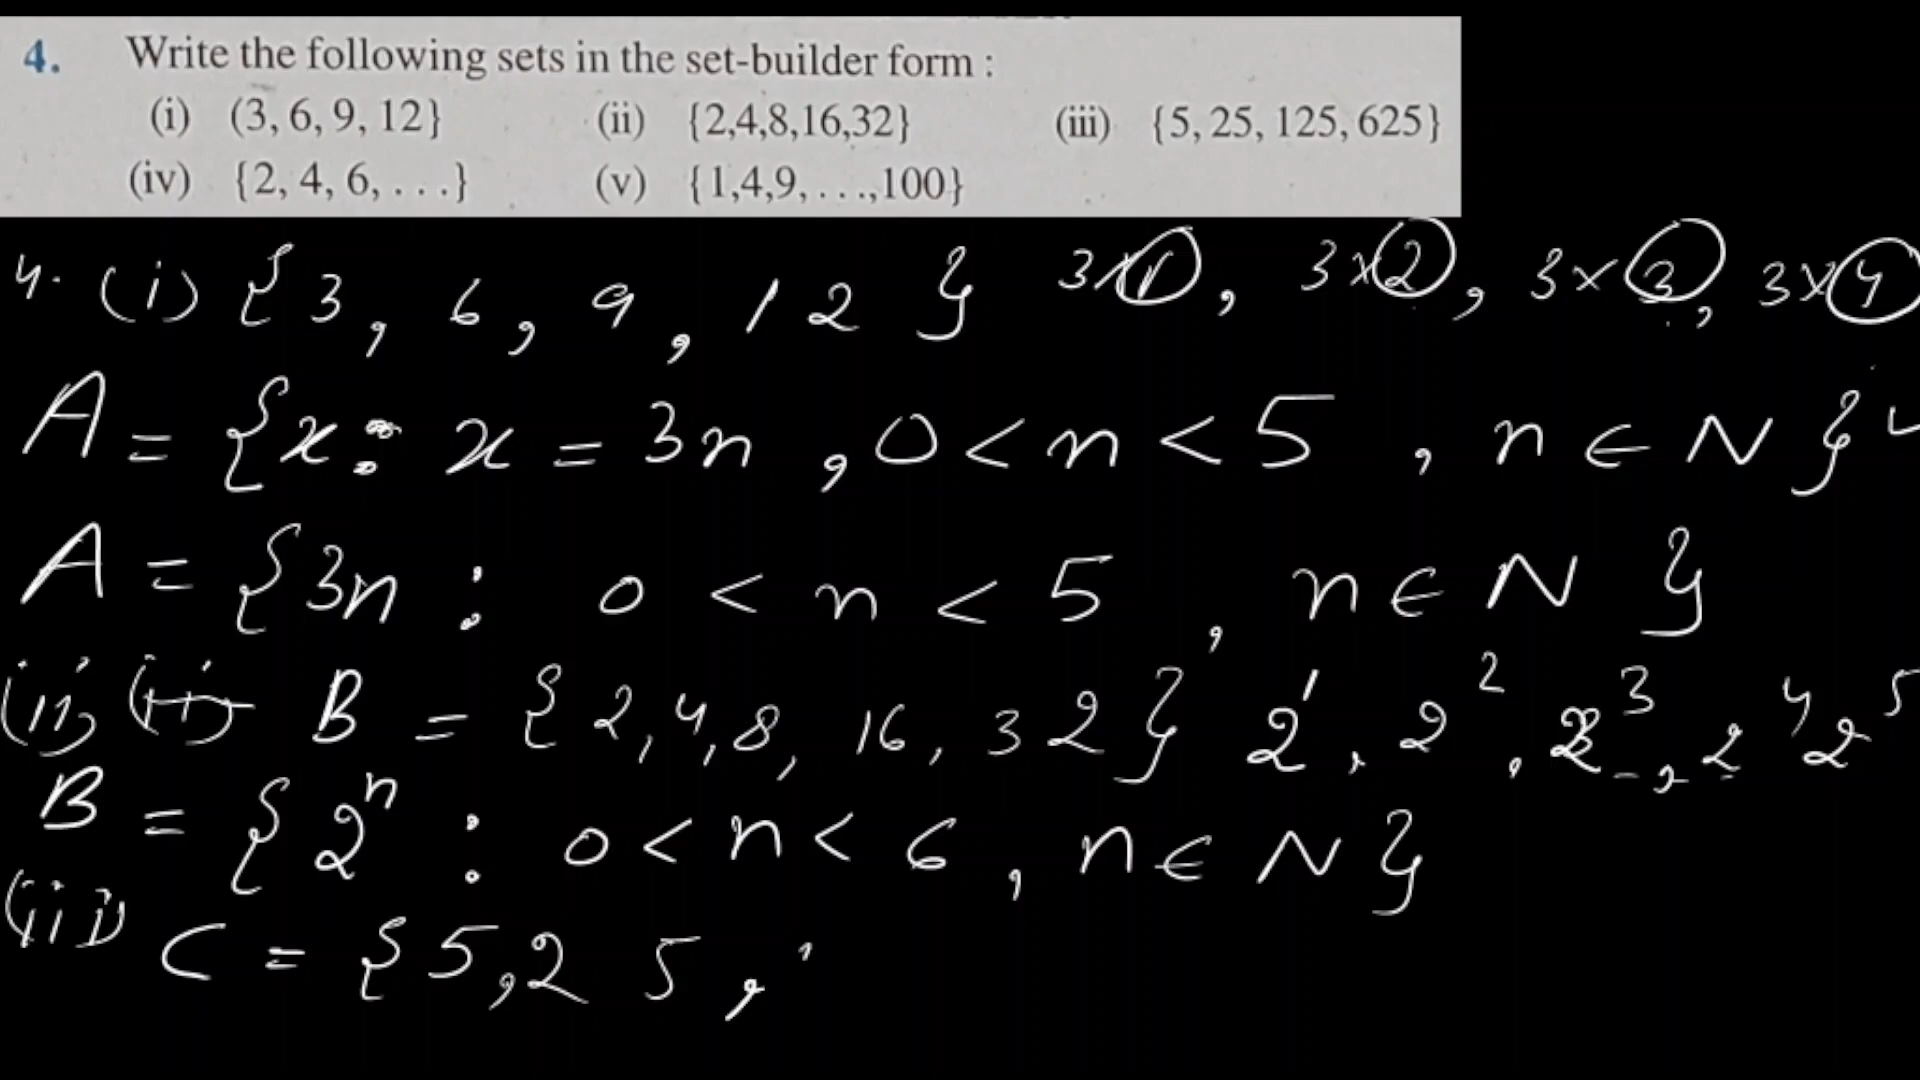 4. Write the following sets in the set-builder form :
(i) (3, 6, 9, 12} (ii) {2,4,8,16,32} (iii) {5, 25, 125, 625}
(iv) {2, 4, 6, . . .} (v) {1,4,9, . . .,100}
4. (i) {3, 6, 9, 12} 3×1, 3×2, 3×3, 3×4
A = {x : x = 3n, 0 < n < 5, n ∈ N}
A = {3n : 0 < n < 5, n ∈ N}
(ii) B = {2,4,8, 16, 32} 2¹, 2², 2³, 2⁴ 2⁵
B = {2ⁿ : 0 < n < 6, n ∈ N}
(iii) C = {5,25,